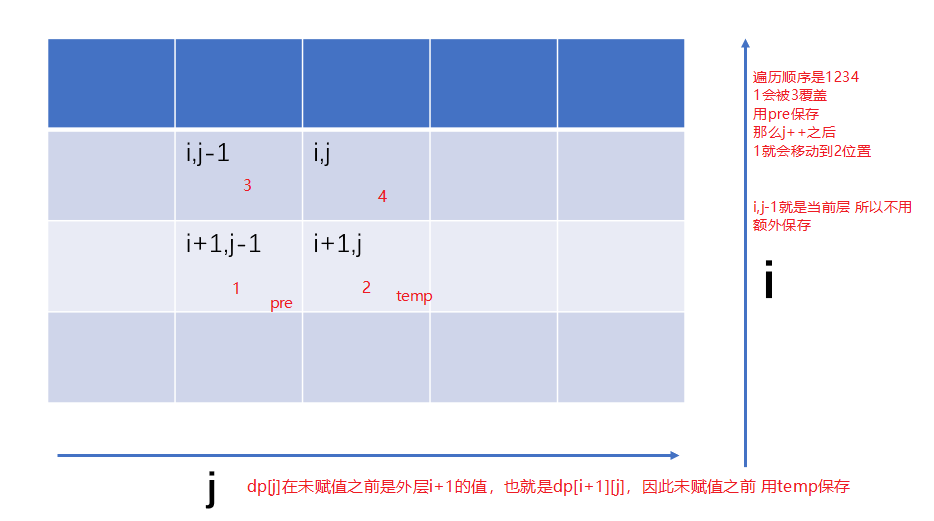 遍历顺序是1234
1会被3覆盖
用pre保存
那么j++之后
1就会移动到2位置
i,j-1
i,j
3
4
i,j-1就是当前层 所以不用
额外保存
i+1,j-1
i+1,j
1
2
pre
temp
i
j
dp[j]在未赋值之前是外层i+1的值，也就是dp[i+1][j]，因此未赋值之前 用temp保存